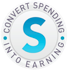 CONVERT SPENDING
S
INTO EARNING